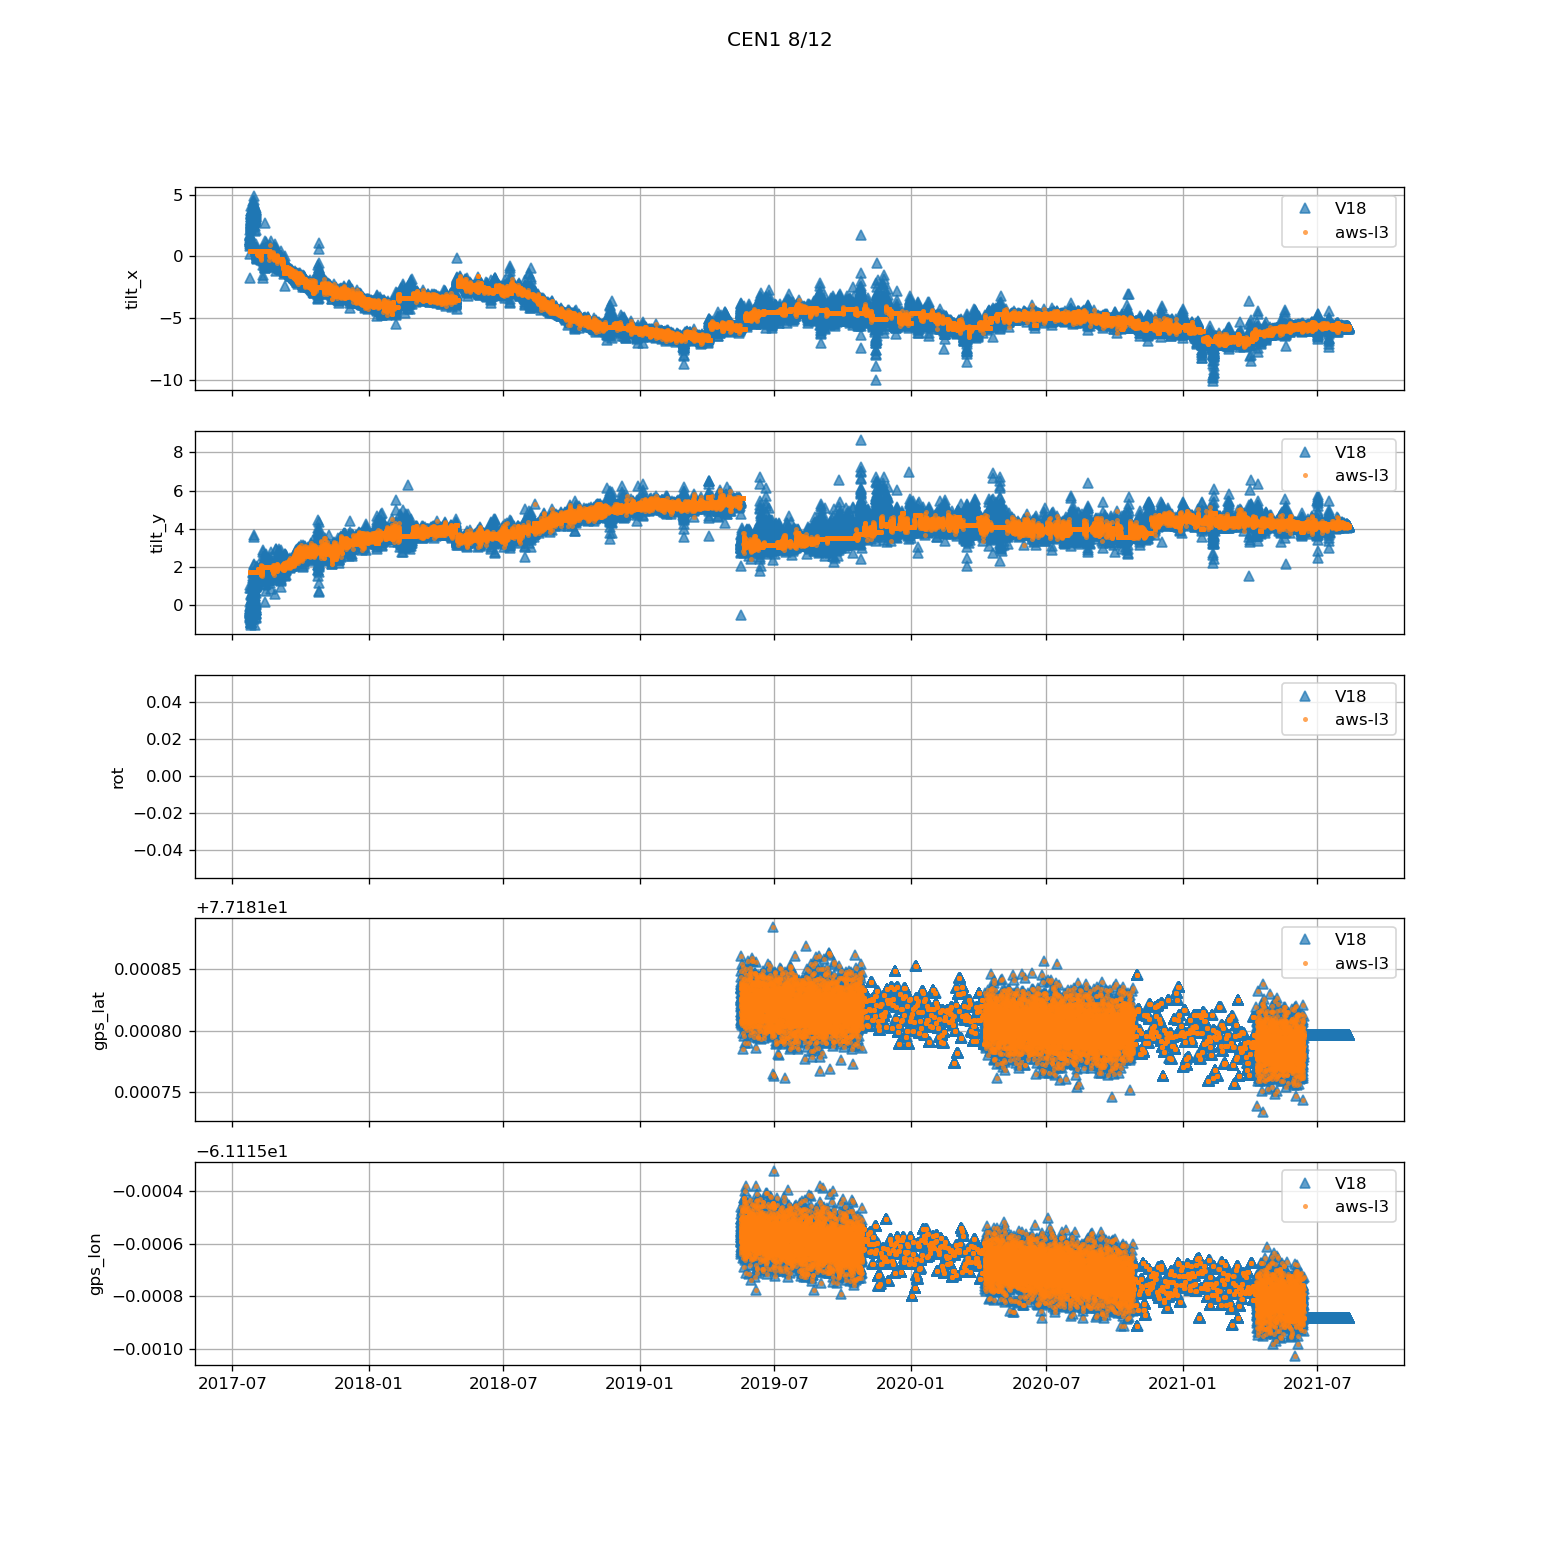 CEN1 8/12
5
0
−5
−10
tilt_x
V18
aws-l3
8
6
4
2
0
tilt_y
V18
aws-l3
0.04
0.02
0.00
−0.02
−0.04
rot
V18
aws-l3
+7.7181e1
0.00085
0.00080
0.00075
gps_lat
V18
aws-l3
−6.1115e1
−0.0004
−0.0006
−0.0008
−0.0010
gps_lon
V18
aws-l3
2017-07 2018-01 2018-07 2019-01 2019-07 2020-01 2020-07 2021-01 2021-07